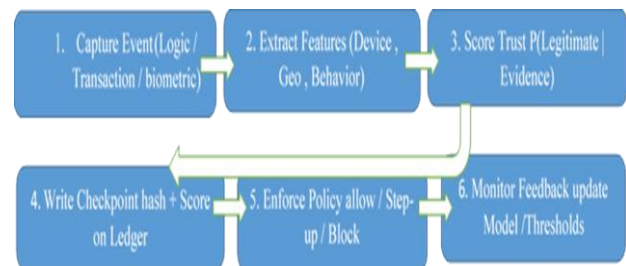 1. Capture Event(Logic /
Transaction / biometric)
2. Extract Features (Device ,
Geo , Behavior)
3. Score Trust P(Legitimate |
Evidence)
4. Write Checkpoint hash + Score
on Ledger
5. Enforce Policy allow / Step-
up / Block
6. Monitor Feedback update
Model /Thresholds